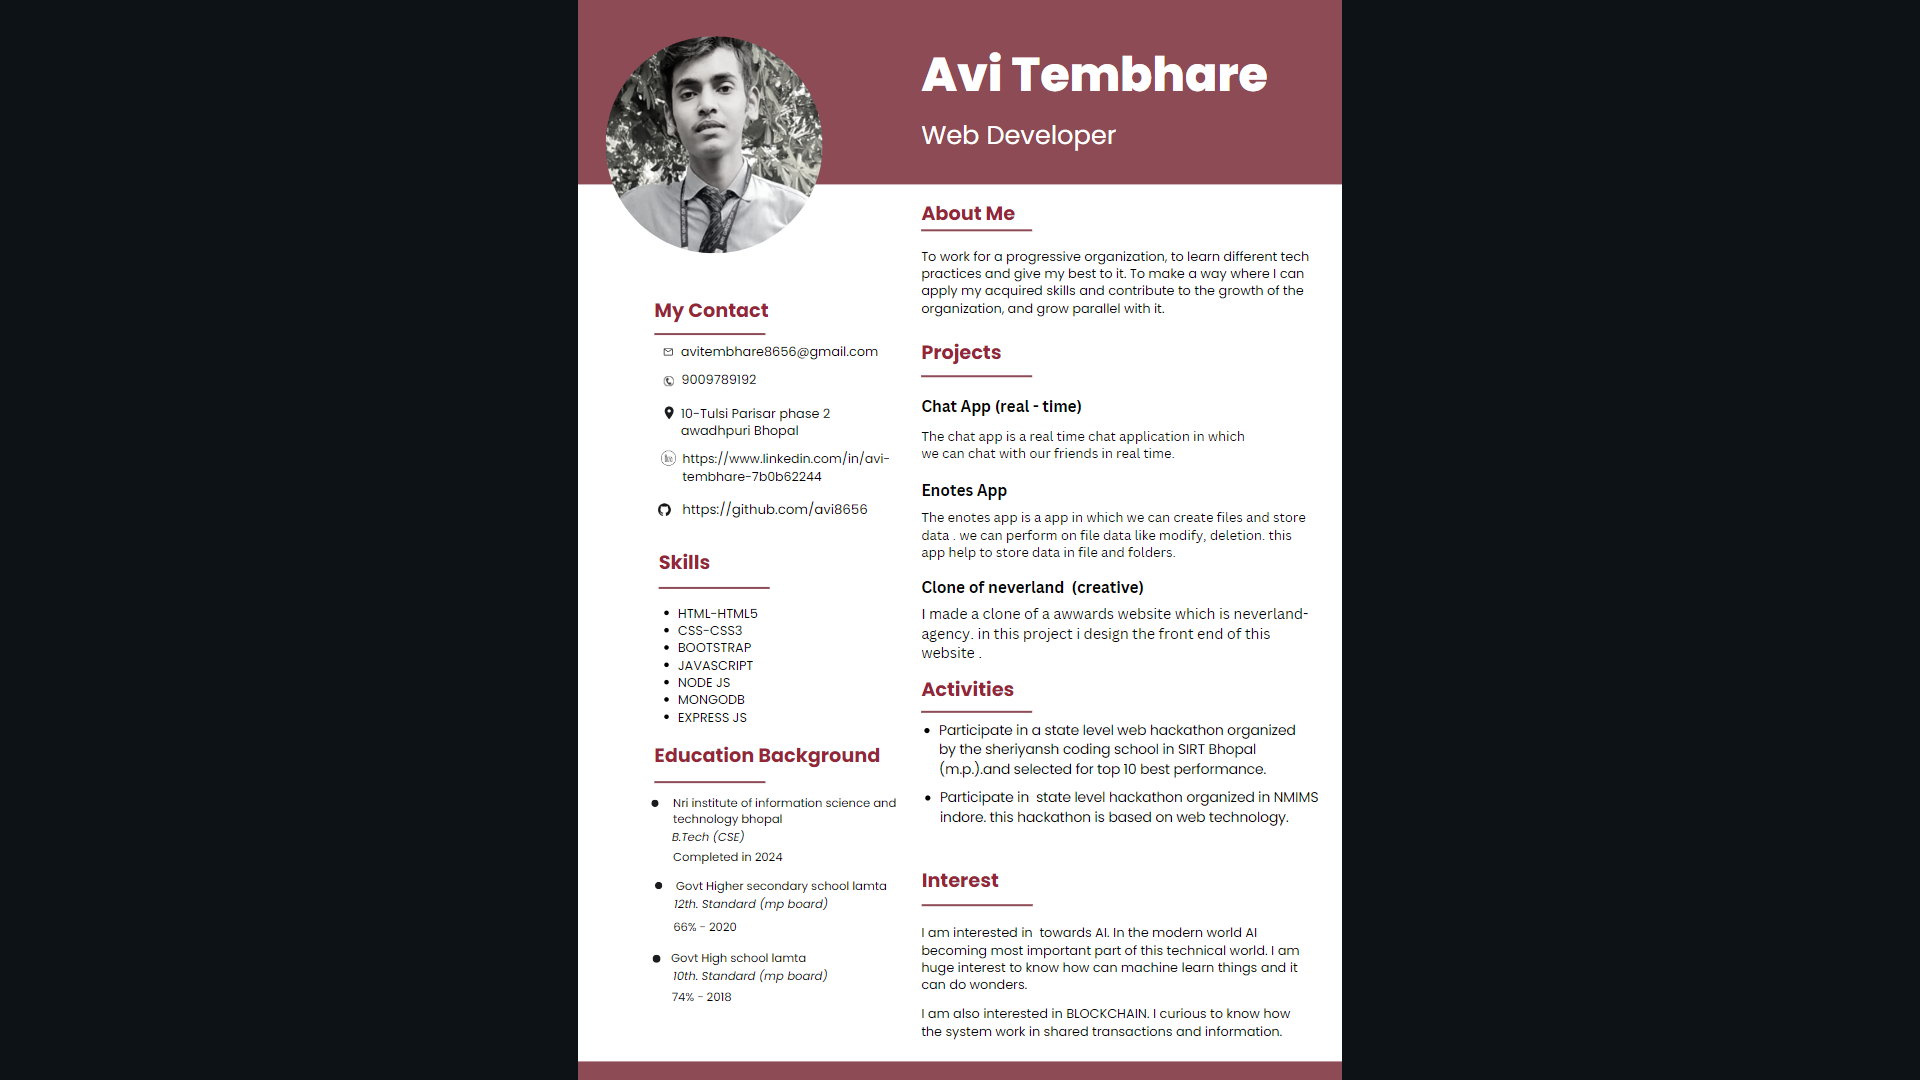 Avi Tembhare
Web Developer
My Contact
avitembhare8656@gmail.com
9009789192
10-Tulsi Parisar phase 2
awadhpuri Bhopal
https://www.linkedin.com/in/avi-
tembhare-7b0b62244
https://github.com/avi8656
Skills
• HTML-HTML5
• CSS-CSS3
• BOOTSTRAP
• JAVASCRIPT
• NODE JS
• MONGODB
• EXPRESS JS
Education Background
• Nri institute of information science and
technology bhopal
B.Tech (CSE)
Completed in 2024
• Govt Higher secondary school lamta
12th. Standard (mp board)
66% - 2020
• Govt High school lamta
10th. Standard (mp board)
74% - 2018
About Me
To work for a progressive organization, to learn different tech
practices and give my best to it. To make a way where I can
apply my acquired skills and contribute to the growth of the
organization, and grow parallel with it.
Projects
Chat App (real - time)
The chat app is a real time chat application in which
we can chat with our friends in real time.
Enotes App
The enotes app is a app in which we can create files and store
data . we can perform on file data like modify, deletion. this
app help to store data in file and folders.
Clone of neverland  (creative)
I made a clone of a awwards website which is neverland-
agency. in this project i design the front end of this
website .
Activities
• Participate in a state level web hackathon organized
by the sheriyansh coding school in SIRT Bhopal
(m.p.).and selected for top 10 best performance.
• Participate in  state level hackathon organized in NMIMS
indore. this hackathon is based on web technology.
Interest
I am interested in  towards AI. In the modern world AI
becoming most important part of this technical world. I am
huge interest to know how can machine learn things and it
can do wonders.
I am also interested in BLOCKCHAIN. I curious to know how
the system work in shared transactions and information.